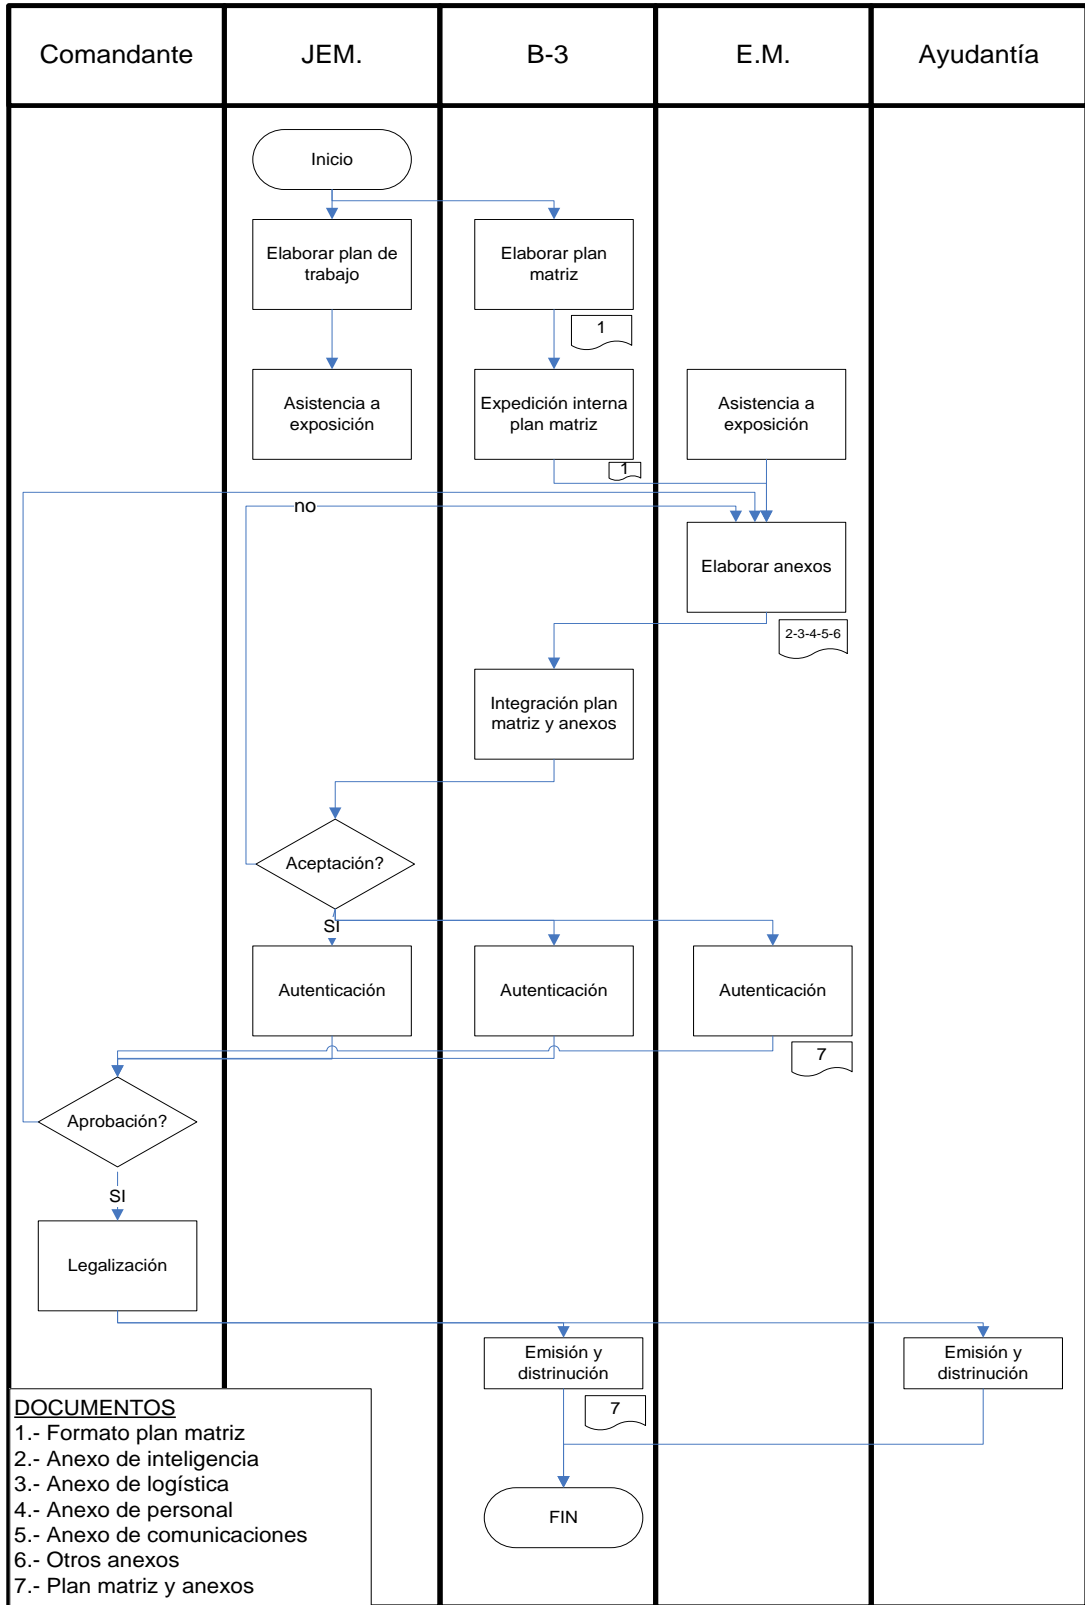 Comandante
JEM.
B-3
E.M.
Ayudantía
Inicio
Elaborar plan de
trabajo
Elaborar plan
matriz
1
Asistencia a
exposición
Expedición interna
plan matriz
Asistencia a
exposición
1
no
Elaborar anexos
2-3-4-5-6
Integración plan
matriz y anexos
Aceptación?
SI
Autenticación
Autenticación
Autenticación
7
Aprobación?
SI
Legalización
Emisión y
distrinución
Emisión y
distrinución
7
FIN
DOCUMENTOS
1.- Formato plan matriz
2.- Anexo de inteligencia
3.- Anexo de logística
4.- Anexo de personal
5.- Anexo de comunicaciones
6.- Otros anexos
7.- Plan matriz y anexos